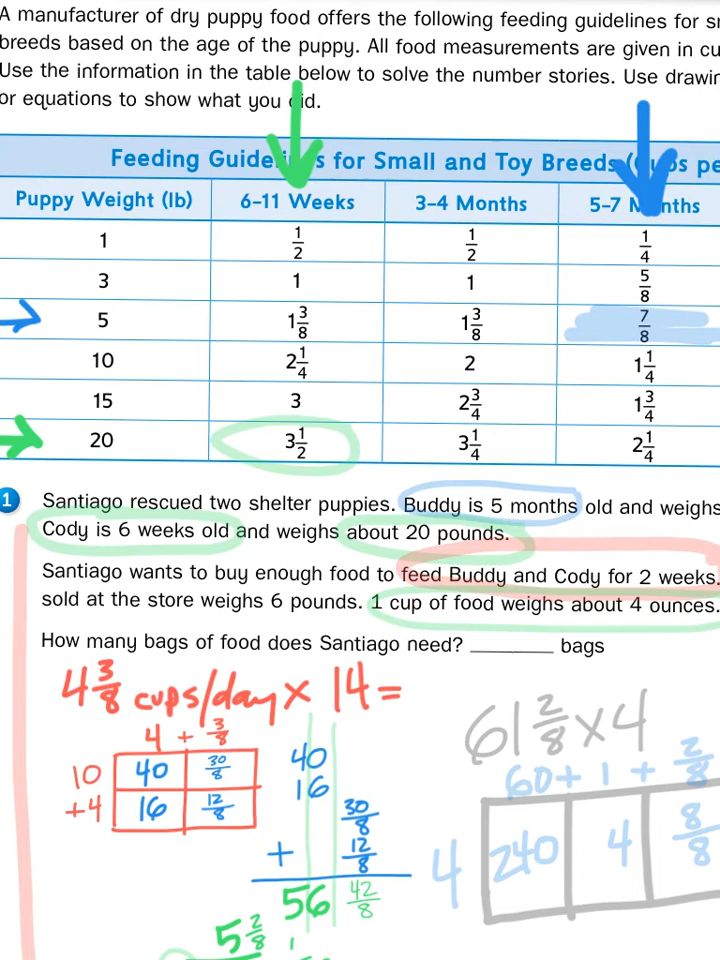 A manufacturer of dry puppy food offers the following feeding guidelines for
breeds based on the age of the puppy. All food measurements are given in
Use the information in the table below to solve the number stories. Use
or equations to show what you did.
Feeding Guidelines for Small and Toy Breeds (Cups
Puppy Weight (lb) 6–11 Weeks 3–4 Months 5–7 Months
1 1/2 1/2 1/4
3 1 1 5/8
5 1 3/8 1 3/8 7/8
10 2 1/4 2 1 1/4
15 3 2 3/4 1 3/4
20 3 1/2 3 1/4 2 1/4
1 Santiago rescued two shelter puppies. Buddy is 5 months old and weighs
Cody is 6 weeks old and weighs about 20 pounds.
Santiago wants to buy enough food to feed Buddy and Cody for 2 weeks.
sold at the store weighs 6 pounds. 1 cup of food weighs about 4 ounces.
How many bags of food does Santiago need? ________ bags
4 3/8 cups/day × 14 =
4 + 3/8
10 40 30/8
+4 16 12/8
40
16
30/8
+ 12/8
56 42/8
5 2/8
1
61 2/8 × 4
60 + 1 + 2/8
4 240 4 8/8